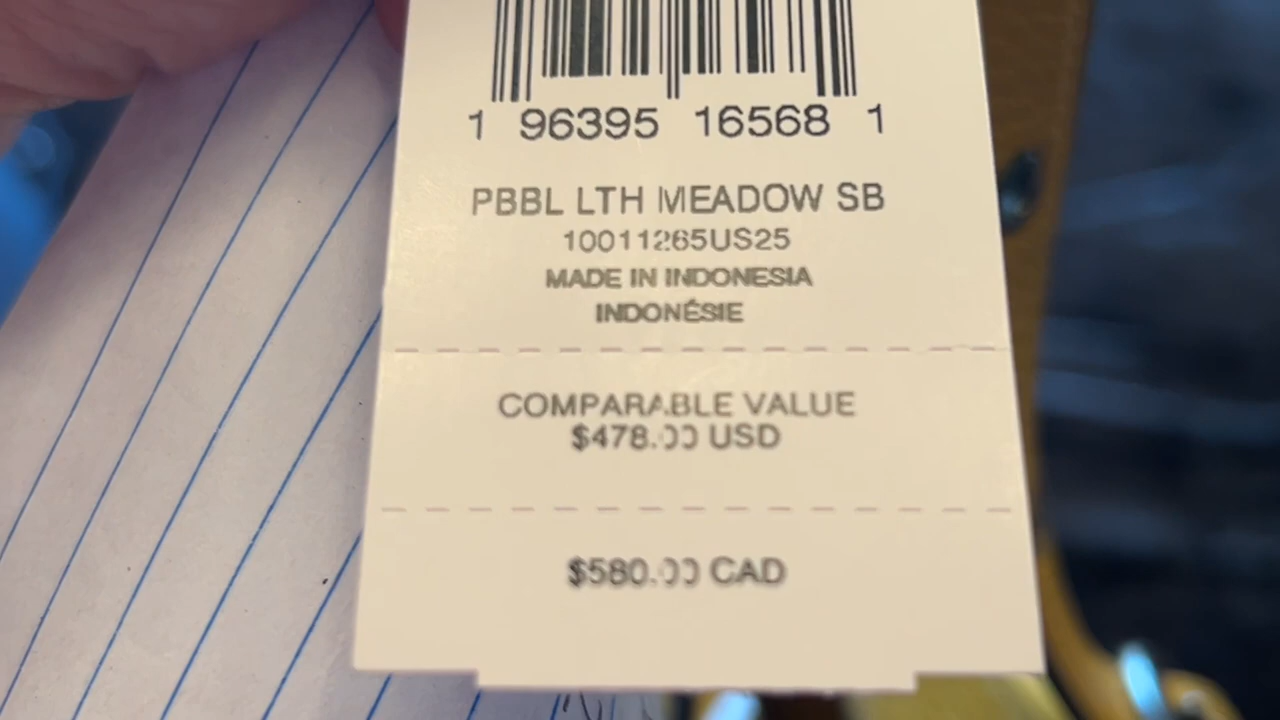 1 96395 16568 1
PBBL LTH MEADOW SB
10011265US25
MADE IN INDONESIA
INDONÉSIE
COMPARABLE VALUE
$478.00 USD
$580.00 CAD